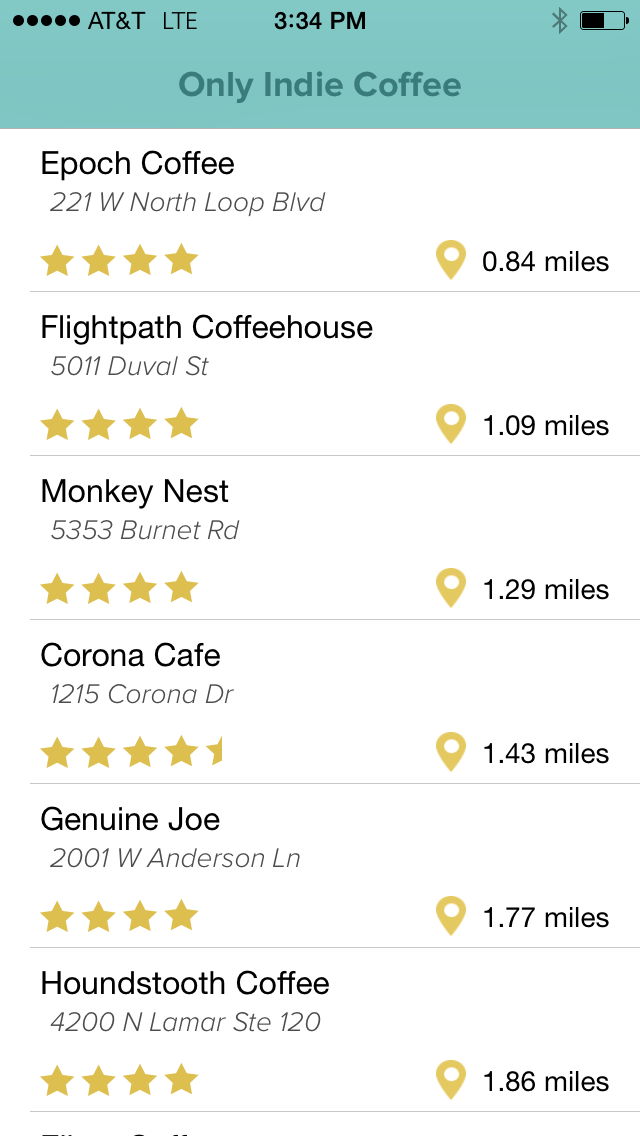 AT&T LTE 3:34 PM
Only Indie Coffee
Epoch Coffee
221 W North Loop Blvd
0.84 miles
Flightpath Coffeehouse
5011 Duval St
1.09 miles
Monkey Nest
5353 Burnet Rd
1.29 miles
Corona Cafe
1215 Corona Dr
1.43 miles
Genuine Joe
2001 W Anderson Ln
1.77 miles
Houndstooth Coffee
4200 N Lamar Ste 120
1.86 miles